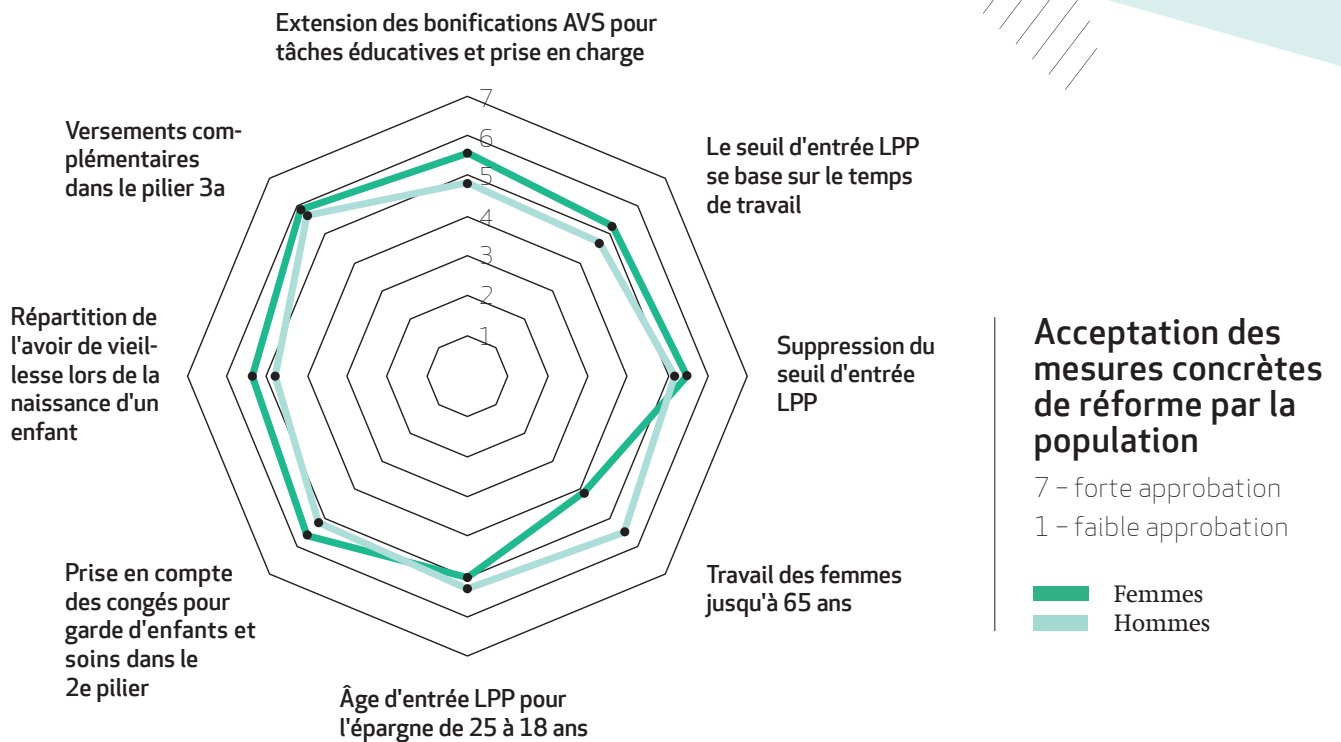 Extension des bonifications AVS pour
tâches éducatives et prise en charge
7
6
5
4
3
2
1
Versements com-
plémentaires
dans le pilier 3a
Le seuil d'entrée LPP
se base sur le temps
de travail
Répartition de
l'avoir de vieil-
lesse lors de la
naissance d'un
enfant
Suppression du
seuil d'entrée
LPP
Prise en compte
des congés pour
garde d'enfants et
soins dans le
2e pilier
Travail des femmes
jusqu'à 65 ans
Âge d'entrée LPP pour
l'épargne de 25 à 18 ans
Acceptation des
mesures concrètes
de réforme par la
population
7 – forte approbation
1 – faible approbation
Femmes
Hommes